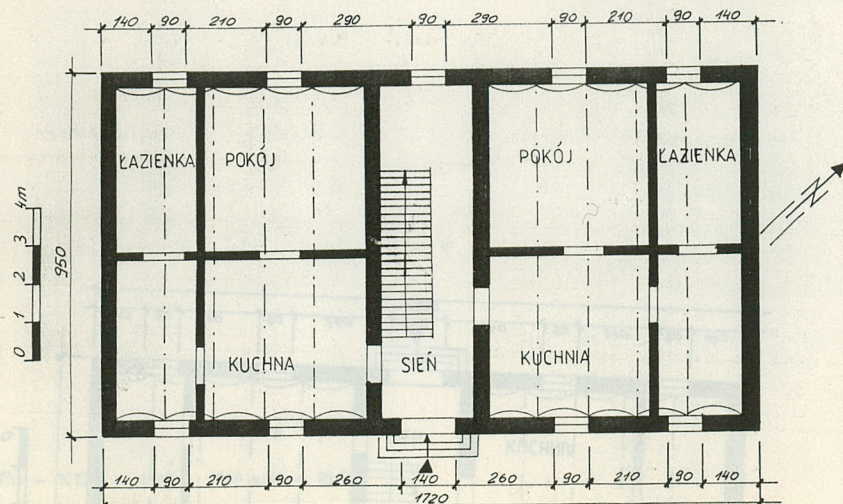 140 90 210 90 290 90 290 90 210 90 140
ŁAZIENKA POKÓJ POKÓJ ŁAZIENKA
N
4m
3
2
1
0
950
KUCHNA SIEŃ KUCHNIA
KUCHNIA
140 90 210 90 260 140 260 90 210 90 140
1720